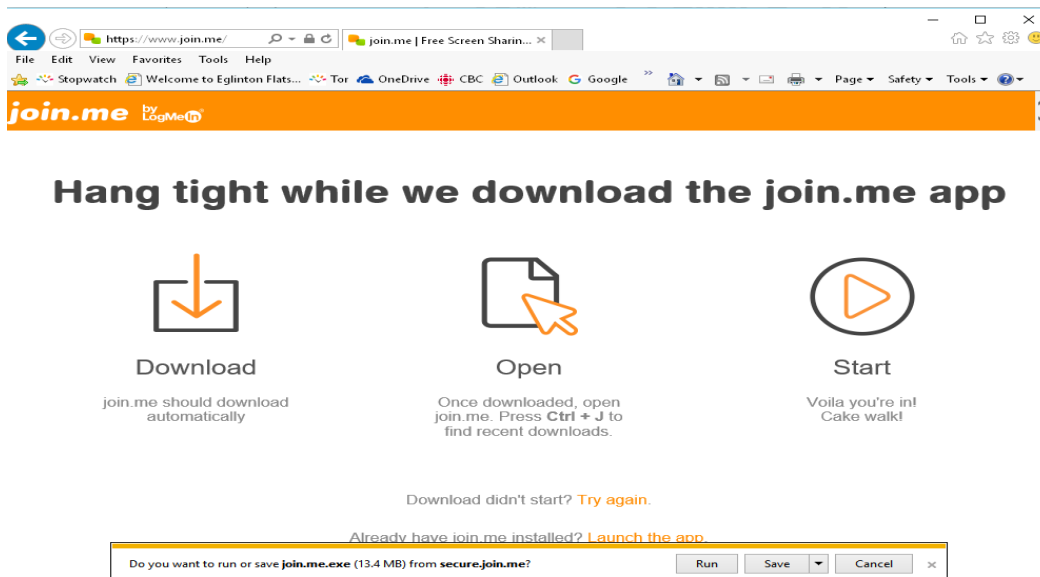 https://www.join.me/
join.me | Free Screen Sharin...
File Edit View Favorites Tools Help
Stopwatch Welcome to Eglinton Flats... Tor OneDrive CBC Outlook Google » Page Safety Tools
join.me by LogMeIn
Hang tight while we download the join.me app
Download
join.me should download
automatically
Open
Once downloaded, open
join.me. Press Ctrl + J to
find recent downloads.
Start
Voila you're in!
Cake walk!
Download didn't start? Try again.
Already have join.me installed? Launch the app.
Do you want to run or save join.me.exe (13.4 MB) from secure.join.me? Run Save Cancel